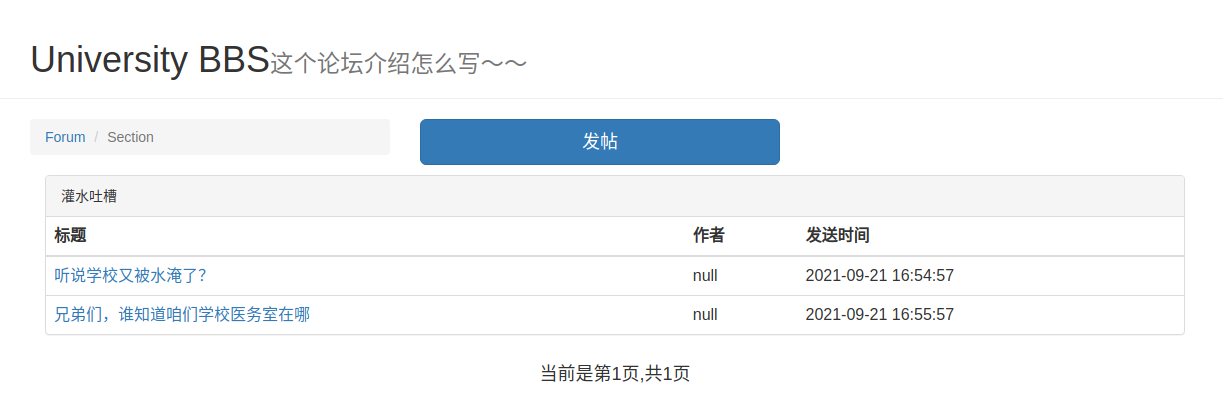 University BBS这个论坛介绍怎么写～～
Forum / Section
发帖
灌水吐槽
标题 作者 发送时间
听说学校又被水淹了？ null 2021-09-21 16:54:57
兄弟们，谁知道咱们学校医务室在哪 null 2021-09-21 16:55:57
当前是第1页,共1页